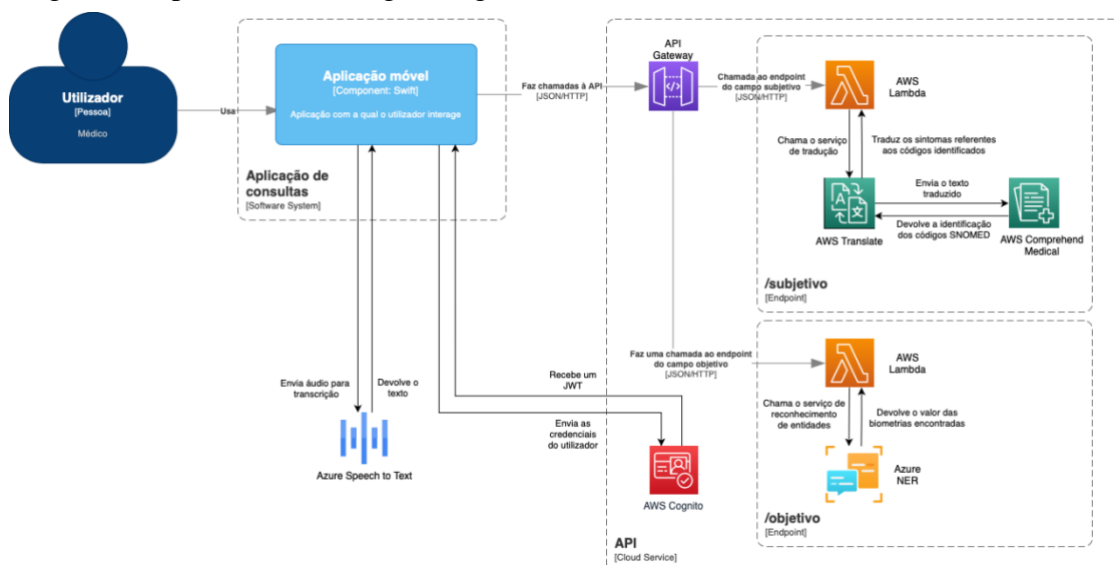 Utilizador
[Pessoa]
Médico
Usa
Aplicação móvel
[Component: Swift]
Aplicação com a qual o utilizador interage
Aplicação de
consultas
[Software System]
Faz chamadas à API
[JSON/HTTP]
API
Gateway
Chamada ao endpoint
do campo subjetivo
[JSON/HTTP]
AWS
Lambda
Chama o serviço
de tradução
Traduz os sintomas referentes
aos códigos identificados
Envia o texto
traduzido
Devolve a identificação
dos códigos SNOMED
AWS Translate
AWS Comprehend
Medical
/subjetivo
[Endpoint]
Faz uma chamada ao endpoint
do campo objetivo
[JSON/HTTP]
AWS
Lambda
Chama o serviço de
reconhecimento
de entidades
Devolve o valor das
biometrias encontradas
Azure
NER
/objetivo
[Endpoint]
Envia áudio para
transcrição
Devolve o
texto
Azure Speech to Text
Recebe um
JWT
Envia as
credenciais
do utilizador
AWS Cognito
API
[Cloud Service]